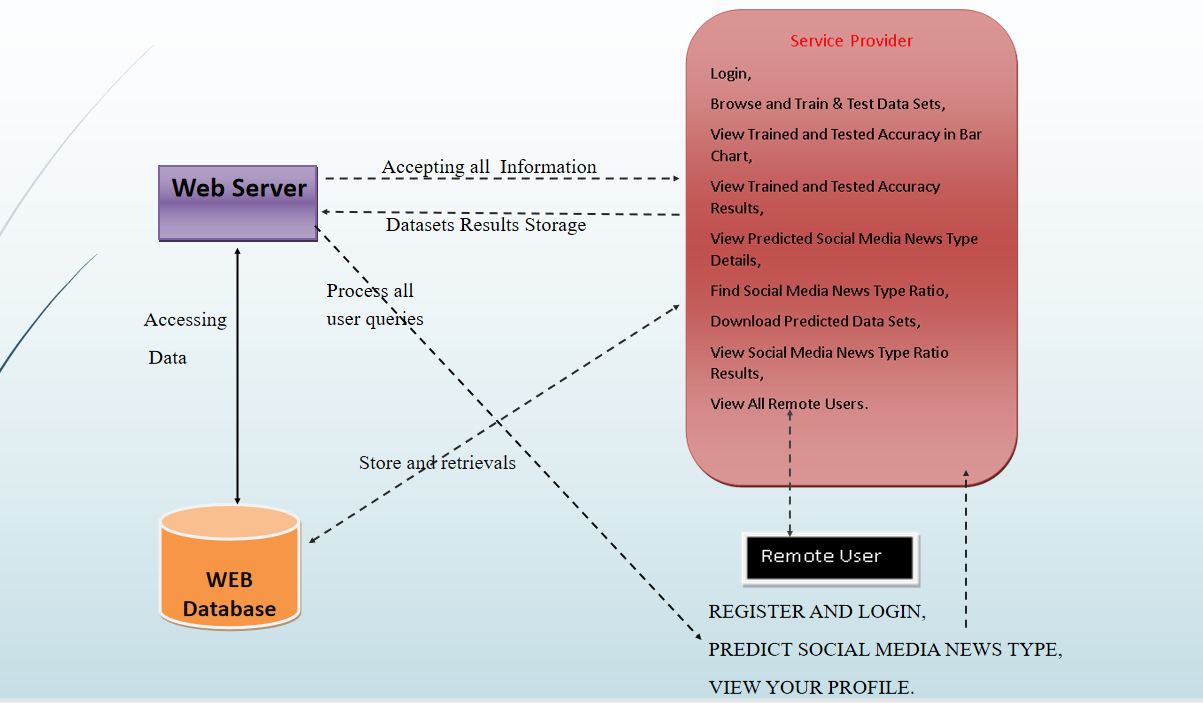 Service Provider
Login,
Browse and Train & Test Data Sets,
View Trained and Tested Accuracy in Bar
Chart,
View Trained and Tested Accuracy
Results,
View Predicted Social Media News Type
Details,
Find Social Media News Type Ratio,
Download Predicted Data Sets,
View Social Media News Type Ratio
Results,
View All Remote Users.
Accepting all  Information
Web Server
Datasets Results Storage
Process all
user queries
Accessing
Data
Store and retrievals
WEB
Database
Remote User
REGISTER AND LOGIN,
PREDICT SOCIAL MEDIA NEWS TYPE,
VIEW YOUR PROFILE.